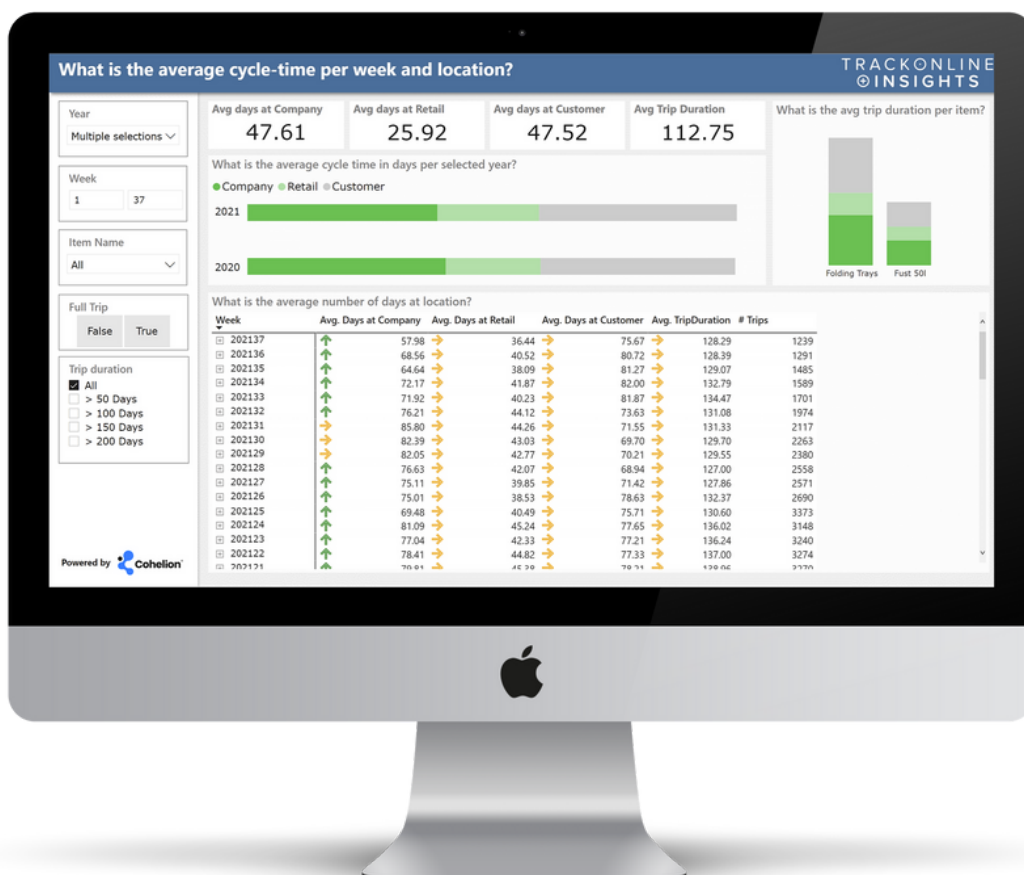 What is the average cycle-time per week and location?
TRACKONLINE
INSIGHTS
Year
Multiple selections
Week
1 37
Item Name
All
Full Trip
False True
Trip duration
All
> 50 Days
> 100 Days
> 150 Days
> 200 Days
Powered by Cohelion
Avg days at Company
47.61
Avg days at Retail
25.92
Avg days at Customer
47.52
Avg Trip Duration
112.75
What is the average cycle time in days per selected year?
Company Retail Customer
2021
2020
What is the avg trip duration per item?
Folding Trays Fust 50l
What is the average number of days at location?
Week Avg. Days at Company Avg. Days at Retail Avg. Days at Customer Avg. TripDuration # Trips
202137 57.98 36.44 75.67 128.29 1239
202136 68.56 40.52 80.72 128.39 1291
202135 64.64 38.09 81.27 129.07 1485
202134 72.17 41.87 82.00 132.79 1589
202133 71.92 40.23 81.87 134.47 1701
202132 76.21 44.12 73.63 131.08 1974
202131 85.80 44.26 71.55 131.33 2117
202130 82.39 43.03 69.70 129.70 2263
202129 82.05 42.77 70.21 129.55 2380
202128 76.63 42.07 68.94 127.00 2558
202127 75.11 39.85 71.42 127.86 2571
202126 75.01 38.53 78.63 132.37 2690
202125 69.48 40.49 75.71 130.60 3373
202124 81.09 45.24 77.65 136.02 3148
202123 77.04 42.33 77.21 136.24 3240
202122 78.41 44.82 77.33 137.00 3274
202121